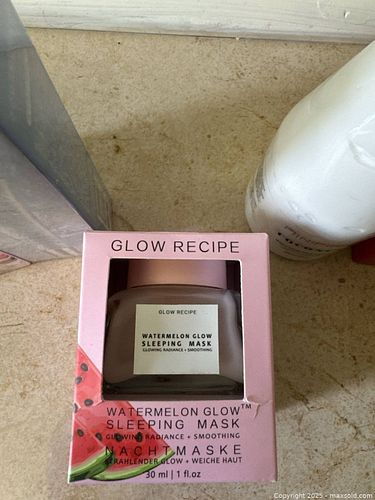 GLOW RECIPE
GLOW RECIPE
WATERMELON GLOW
SLEEPING MASK
GLOWING RADIANCE + SMOOTHING
WATERMELON GLOW™
SLEEPING MASK
GLOWING RADIANCE + SMOOTHING
NACHTMASKE
STRAHLENDER GLOW + WEICHE HAUT
30 ml | 1 fl.oz
Copyright 2025 - maxsold.com